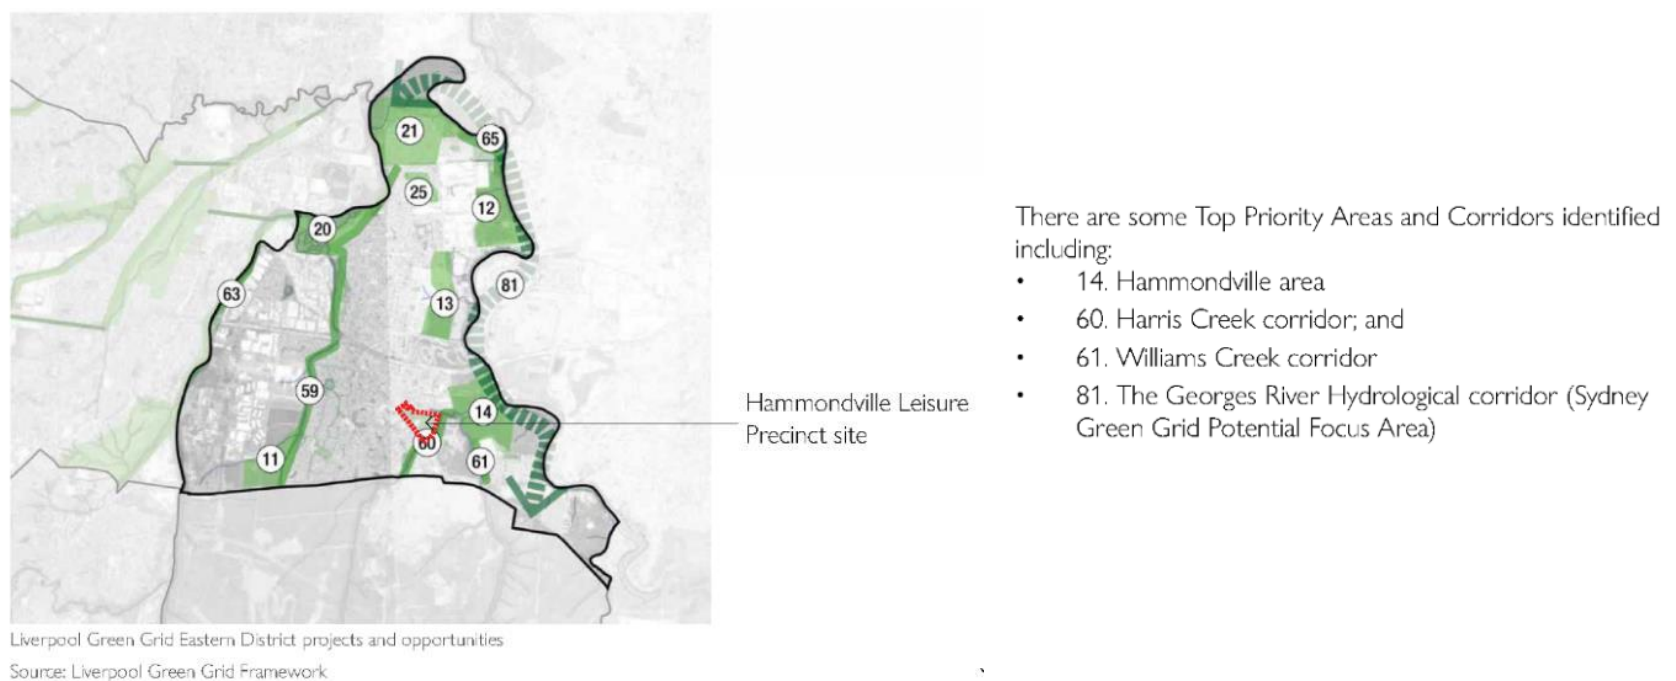 21
65
25
12
20
81
63
13
59
14
60
11
61
Hammondville Leisure
Precinct site
Liverpool Green Grid Eastern District projects and opportunities
Source: Liverpool Green Grid Framework
There are some Top Priority Areas and Corridors identified
including:
• 14. Hammondville area
• 60. Harris Creek corridor; and
• 61. Williams Creek corridor
• 81. The Georges River Hydrological corridor (Sydney
Green Grid Potential Focus Area)